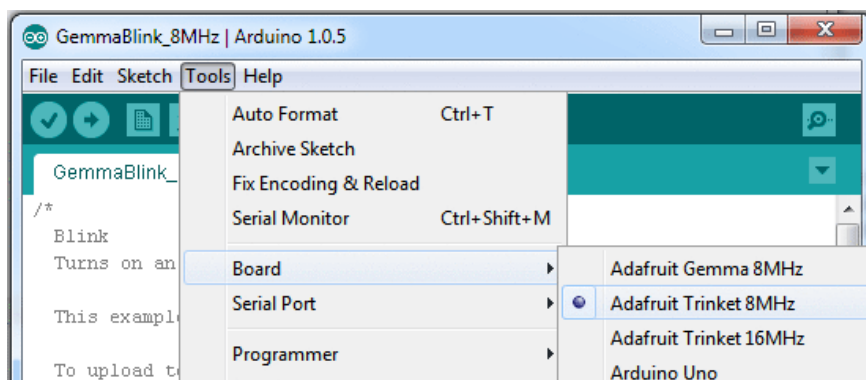 GemmaBlink_8MHz | Arduino 1.0.5
File Edit Sketch Tools Help
Auto Format Ctrl+T
Archive Sketch
GemmaBlink_
Fix Encoding & Reload
/*
Serial Monitor Ctrl+Shift+M
Blink
Turns on an
Board
Adafruit Gemma 8MHz
Serial Port
Adafruit Trinket 8MHz
This example
Adafruit Trinket 16MHz
Programmer
To upload to
Arduino Uno